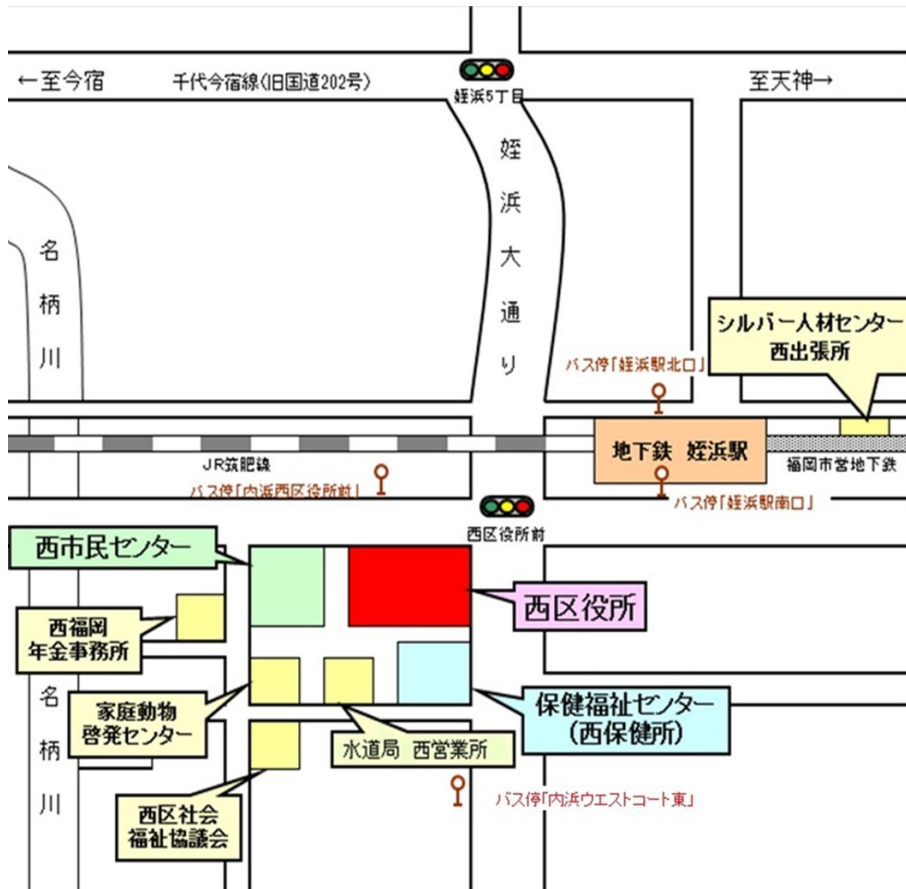 ←至今宿
千代今宿線(旧国道202号)
至天神→
姪浜5丁目
姪浜大通り
名柄川
シルバー人材センター
西出張所
バス停「姪浜駅北口」
地下鉄 姪浜駅
JR筑肥線
福岡市営地下鉄
バス停「内浜西区役所前」
バス停「姪浜駅南口」
西区役所前
西市民センター
西区役所
西福岡
年金事務所
名柄川
家庭動物
啓発センター
水道局 西営業所
保健福祉センター
(西保健所)
西区社会
福祉協議会
バス停「内浜ウエストコート東」